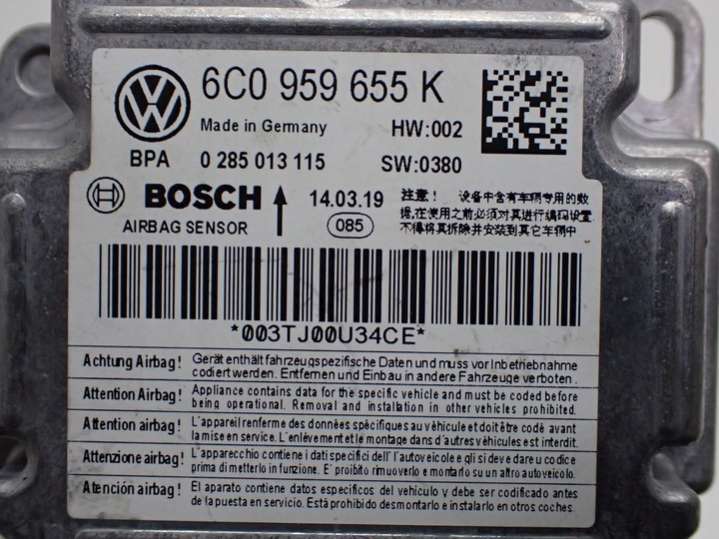 6C0 959 655 K
Made in Germany HW:002
BPA 0 285 013 115 SW:0380
BOSCH 14.03.19
AIRBAG SENSOR 085
注意! 设备中含有车辆专用的数
据,在使用之前必须对其进行编码设置
不得将其拆除并安装到其它车辆中
*003TJ00U34CE*
Achtung Airbag! Gerät enthält fahrzeugspezifische Daten und muss vor Inbetriebnahme
codiert werden. Entfernen und Einbau in andere Fahrzeuge verboten.
Attention Airbag! Appliance contains data for the specific vehicle and must be coded before
being operational. Removal and installation in other vehicles prohibited.
Attention airbag! L'appareil renferme des données spécifiques au véhicule et doit être codé avant
la mise en service. L'enlèvement et le montage dans d'autres véhicules est interdit.
Attenzione airbag! L'apparecchio contiene i dati specifici dell' l'autoveicolo e gli si deve dare u codice
prima di metterlo in funzione. E' proibito rimuoverlo e montarlo su un altro autoveicolo.
Atención airbag! El aparato contiene datos específicos del vehículo y debe ser codificado antes
de la puesta en servicio. Está prohibido desmontarlo e instalarlo en otros coches.